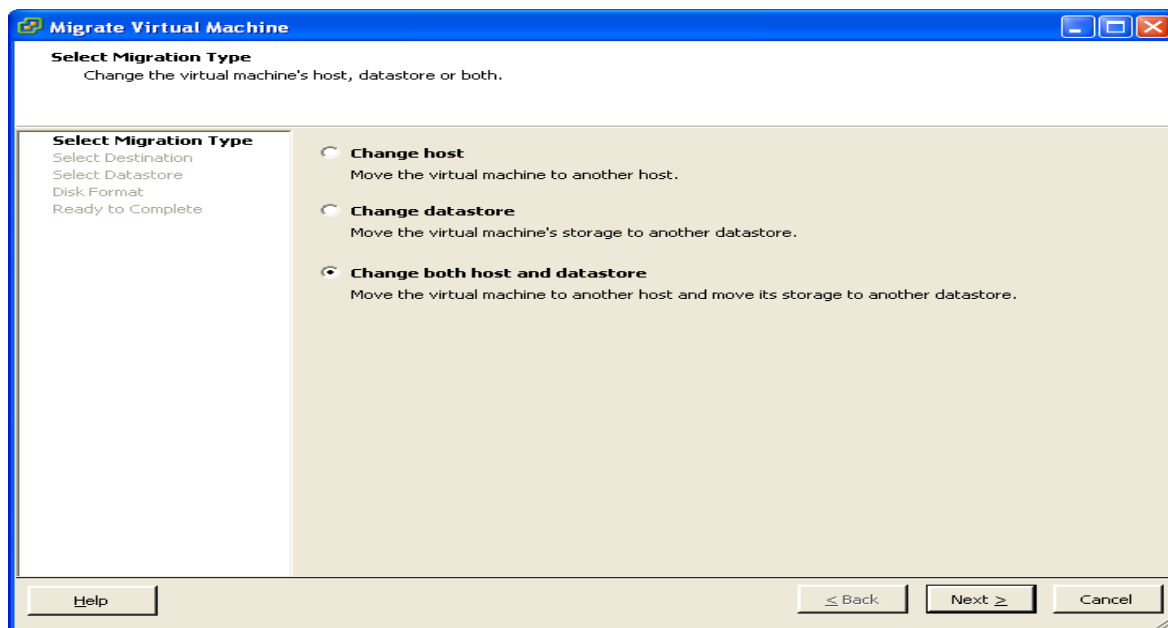 Migrate Virtual Machine
Select Migration Type
Change the virtual machine's host, datastore or both.
Select Migration Type
Select Destination
Select Datastore
Disk Format
Ready to Complete
Change host
Move the virtual machine to another host.
Change datastore
Move the virtual machine's storage to another datastore.
Change both host and datastore
Move the virtual machine to another host and move its storage to another datastore.
Help
< Back
Next >
Cancel